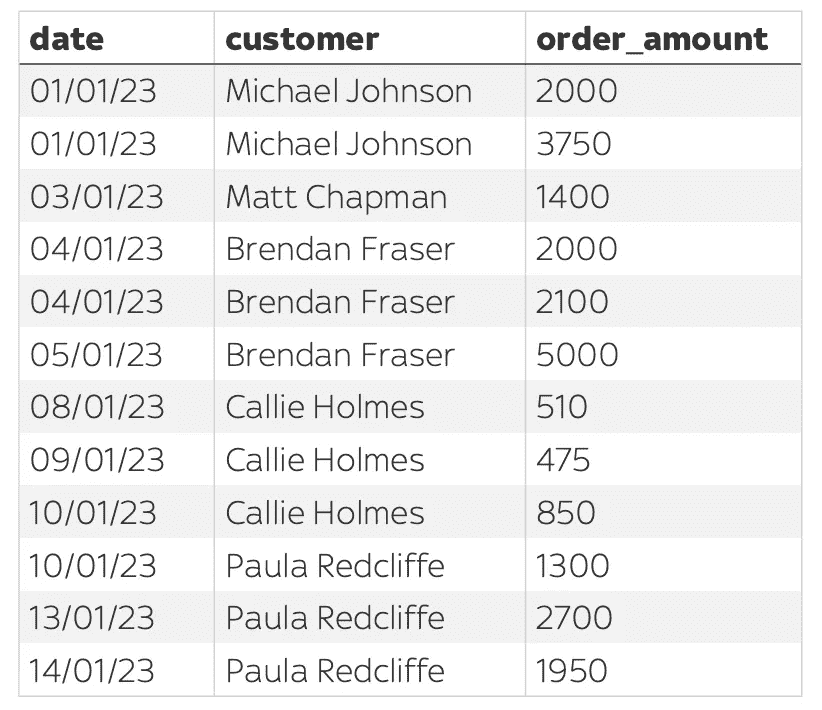 date customer order_amount
01/01/23 Michael Johnson 2000
01/01/23 Michael Johnson 3750
03/01/23 Matt Chapman 1400
04/01/23 Brendan Fraser 2000
04/01/23 Brendan Fraser 2100
05/01/23 Brendan Fraser 5000
08/01/23 Callie Holmes 510
09/01/23 Callie Holmes 475
10/01/23 Callie Holmes 850
10/01/23 Paula Redcliffe 1300
13/01/23 Paula Redcliffe 2700
14/01/23 Paula Redcliffe 1950